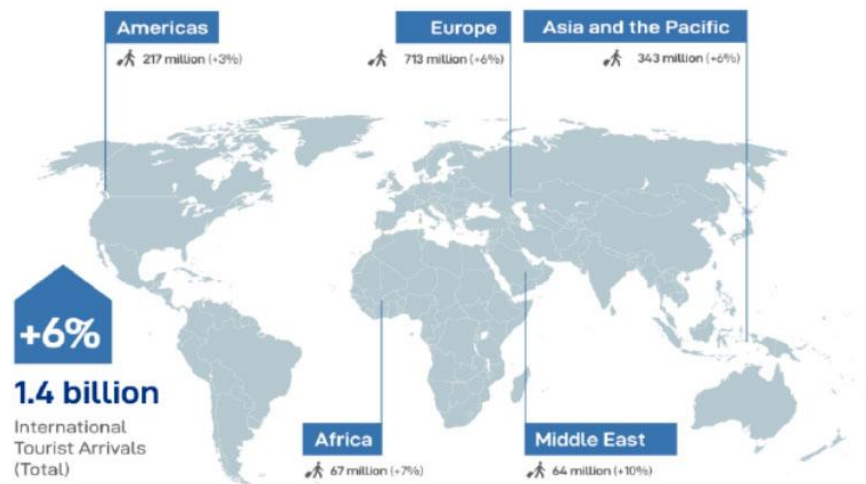 Americas
217 million (+3%)
Europe
713 million (+6%)
Asia and the Pacific
343 million (+6%)
+6%
1.4 billion
International
Tourist Arrivals
(Total)
Africa
67 million (+7%)
Middle East
64 million (+10%)